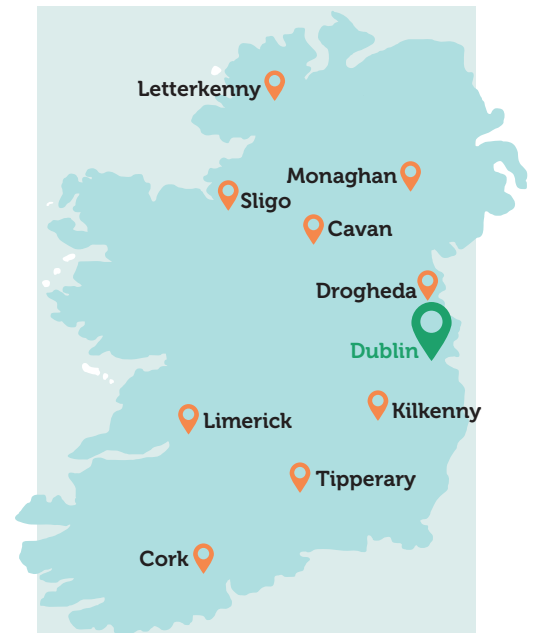 Letterkenny
Monaghan
Sligo
Cavan
Drogheda
Dublin
Kilkenny
Limerick
Tipperary
Cork